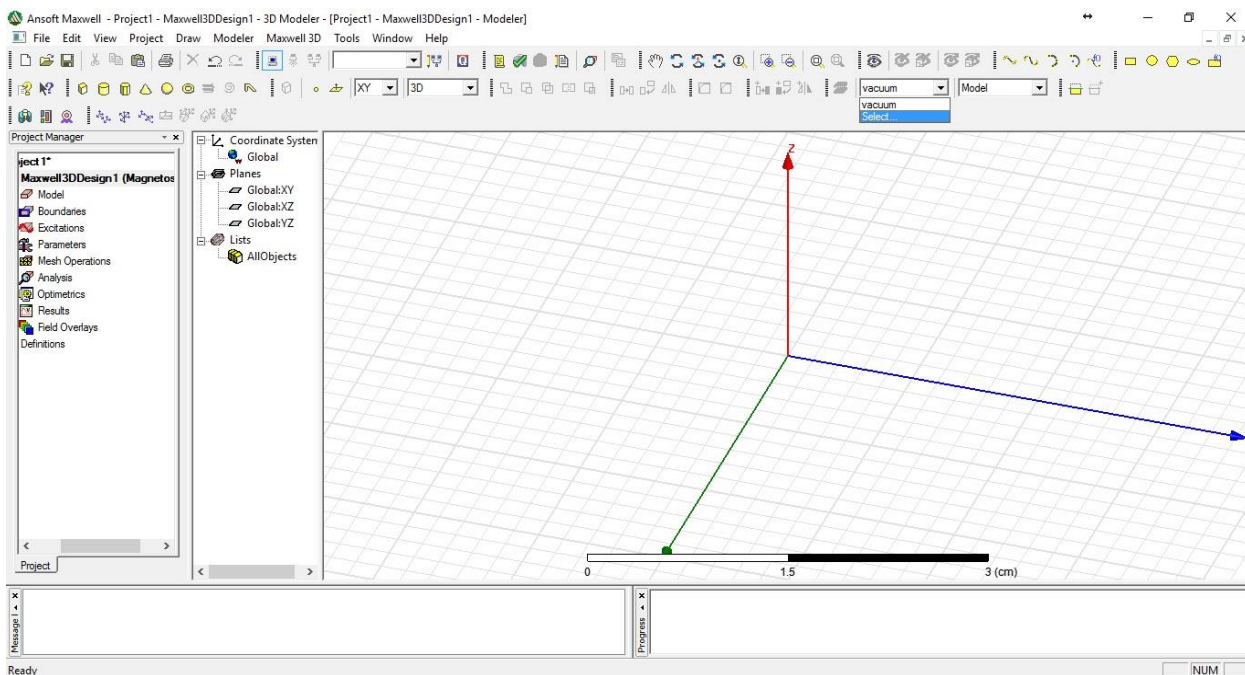 Ansoft Maxwell - Project1 - Maxwell3DDesign1 - 3D Modeler - [Project1 - Maxwell3DDesign1 - Modeler]
File Edit View Project Draw Modeler Maxwell 3D Tools Window Help
XY 3D vacuum Model
vacuum
Select...
Project Manager
ject1*
Maxwell3DDesign1 (Magnetos
Model
Boundaries
Excitations
Parameters
Mesh Operations
Analysis
Optimetrics
Results
Field Overlays
Definitions
Project
Coordinate System
Global
Planes
Global:XY
Global:XZ
Global:YZ
Lists
AllObjects
Z
0 1.5 3 (cm)
Message
Progress
Ready
NUM